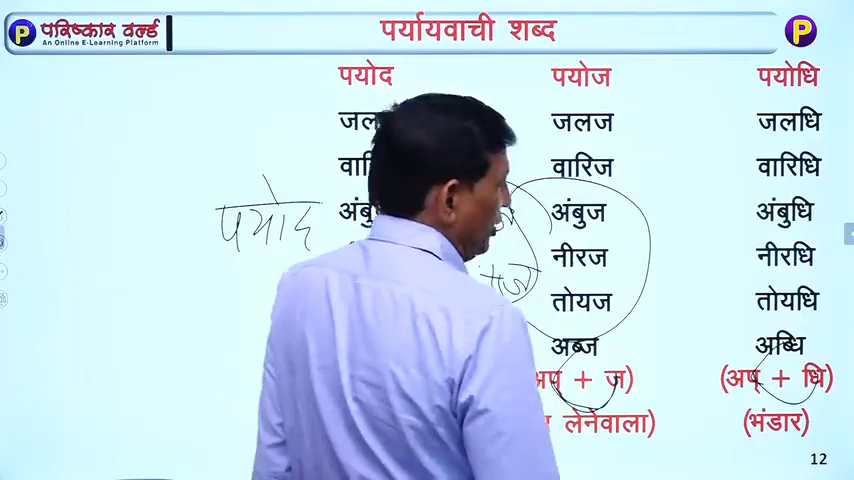 परिष्कार वर्ल्ड
An Online E-Learning Platform
पर्यायवाची शब्द
पयोद पयोज पयोधि
जलज जलधि
वारिज वारिधि
पयोद अंबुज अंबुधि
नीरज नीरधि
+ज तोयज तोयधि
अब्ज अब्धि
+ ज) (अप् + धि)
लेनेवाला) (भंडार)
12